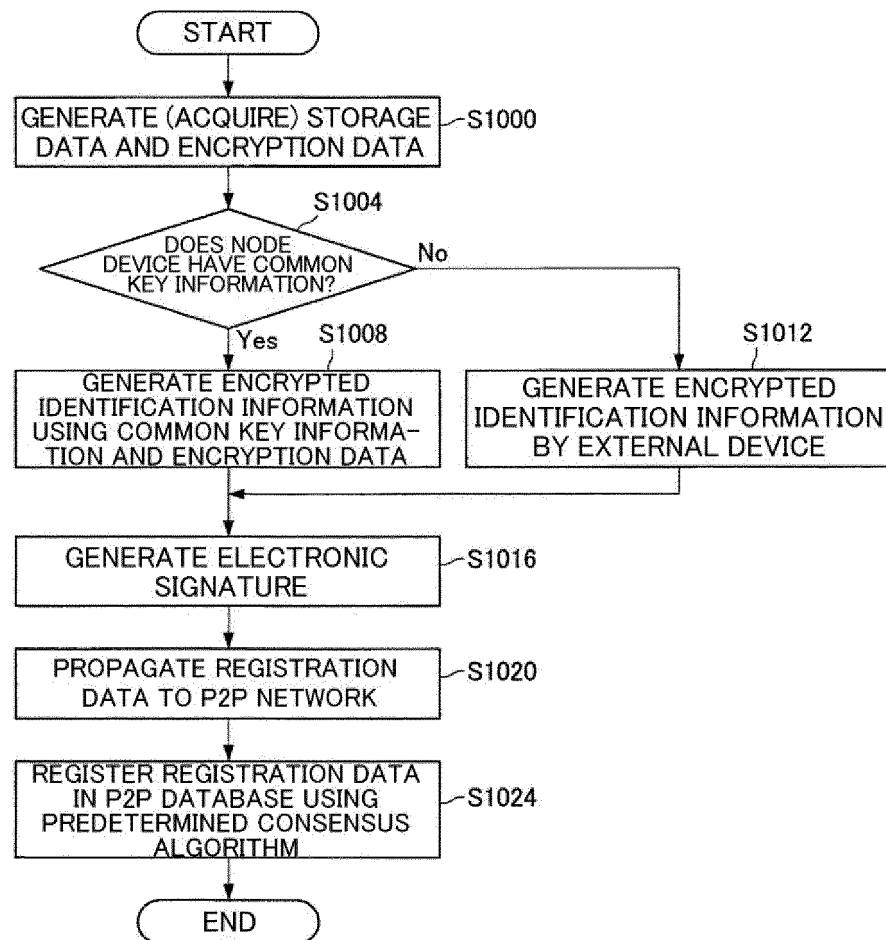 START
GENERATE (ACQUIRE) STORAGE
DATA AND ENCRYPTION DATA
S1000
S1004
DOES NODE
DEVICE HAVE COMMON
KEY INFORMATION?
No
Yes
S1008
GENERATE ENCRYPTED
IDENTIFICATION INFORMATION
USING COMMON KEY INFORMA-
TION AND ENCRYPTION DATA
S1012
GENERATE ENCRYPTED
IDENTIFICATION INFORMATION
BY EXTERNAL DEVICE
GENERATE ELECTRONIC
SIGNATURE
S1016
PROPAGATE REGISTRATION
DATA TO P2P NETWORK
S1020
REGISTER REGISTRATION DATA
IN P2P DATABASE USING
PREDETERMINED CONSENSUS
ALGORITHM
S1024
END